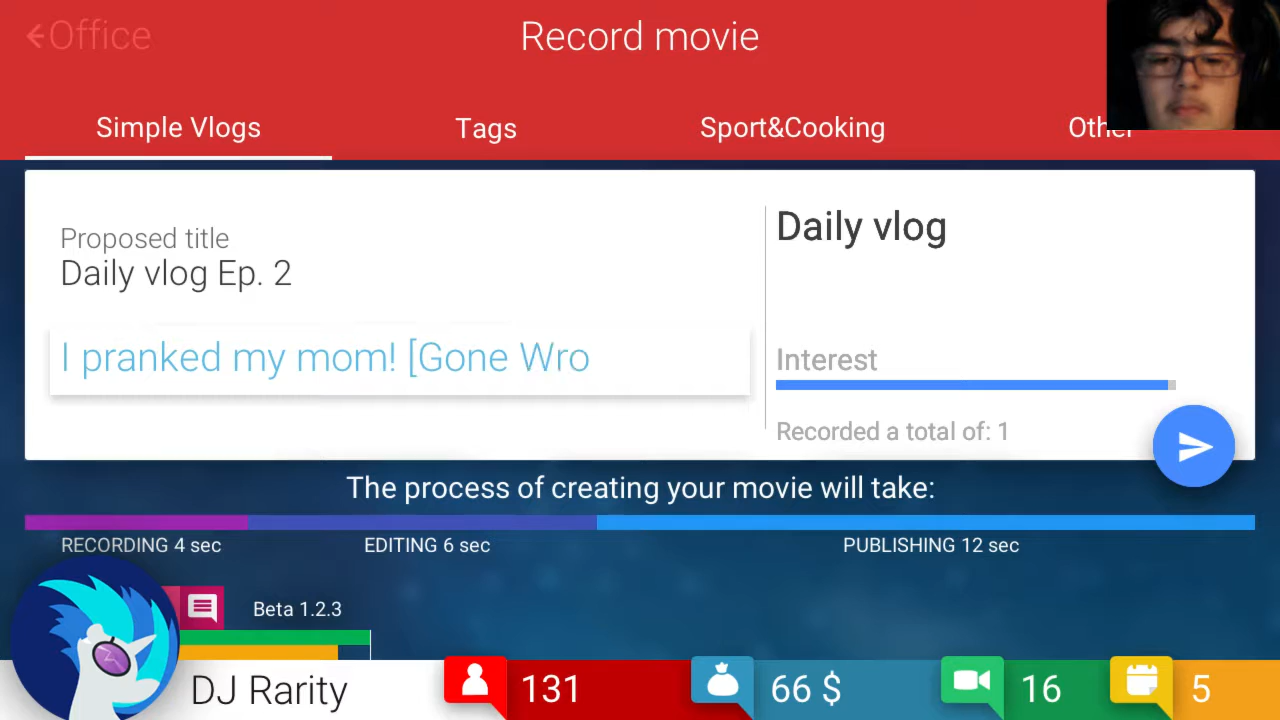 Office
Record movie
Simple Vlogs
Tags
Sport&Cooking
Other
Proposed title
Daily vlog Ep. 2
I pranked my mom! [Gone Wro
Daily vlog
Interest
Recorded a total of: 1
The process of creating your movie will take:
RECORDING 4 sec
EDITING 6 sec
PUBLISHING 12 sec
Beta 1.2.3
DJ Rarity
131
66 $
16
5